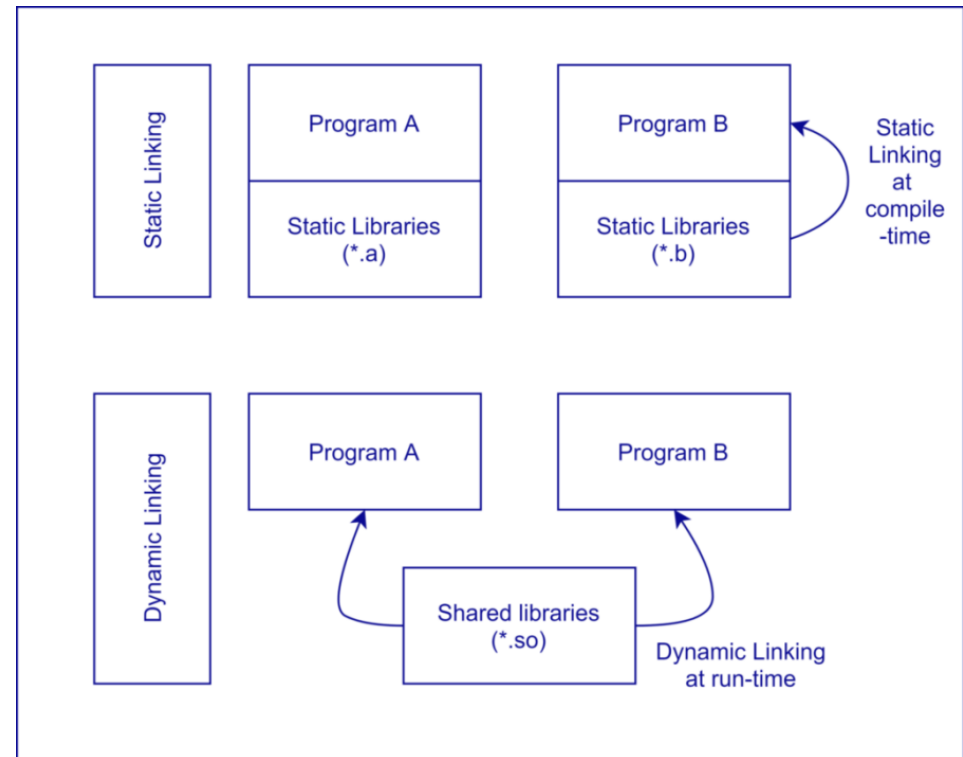 Static Linking
Program A
Static Libraries
(*.a)
Program B
Static Libraries
(*.b)
Static
Linking
at
compile
-time
Dynamic Linking
Program A
Program B
Shared libraries
(*.so)
Dynamic Linking
at run-time